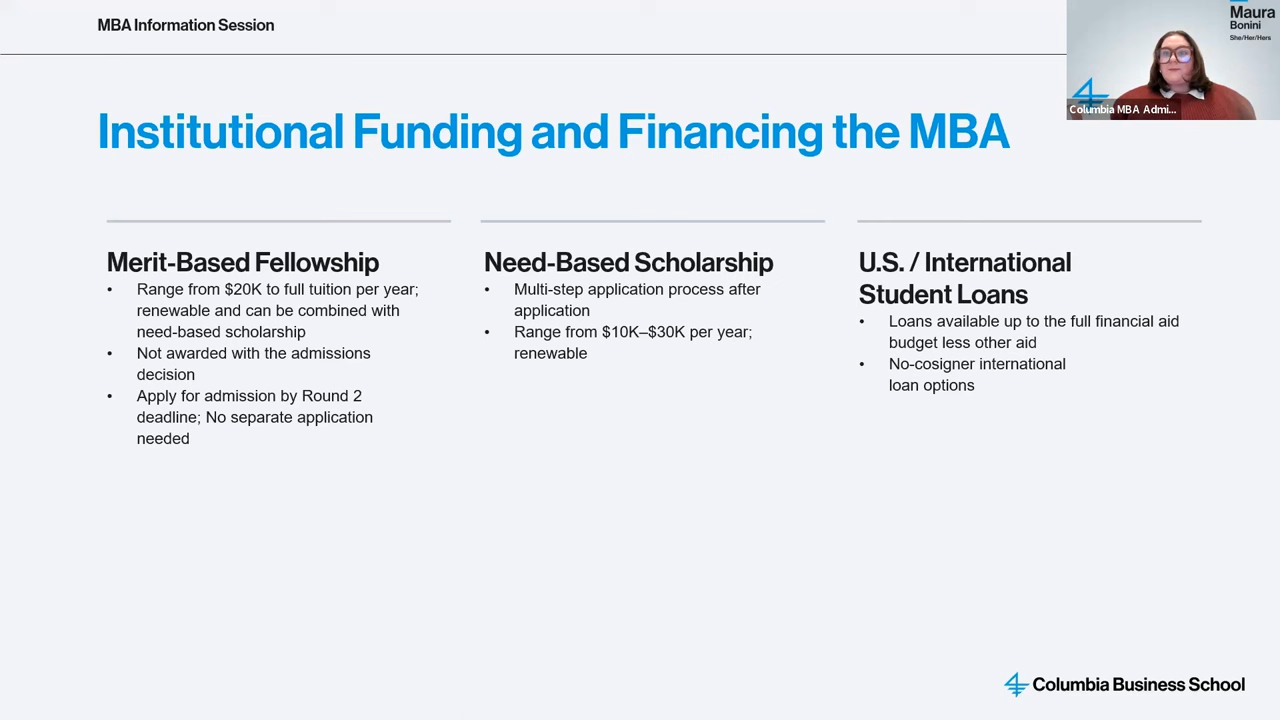 MBA Information Session
Maura
Bonini
She/Her/Hers
Columbia MBA Admi...
Institutional Funding and Financing the MBA
Merit-Based Fellowship
• Range from $20K to full tuition per year;
renewable and can be combined with
need-based scholarship
• Not awarded with the admissions
decision
• Apply for admission by Round 2
deadline; No separate application
needed
Need-Based Scholarship
• Multi-step application process after
application
• Range from $10K–$30K per year;
renewable
U.S. / International
Student Loans
• Loans available up to the full financial aid
budget less other aid
• No-cosigner international
loan options
Columbia Business School